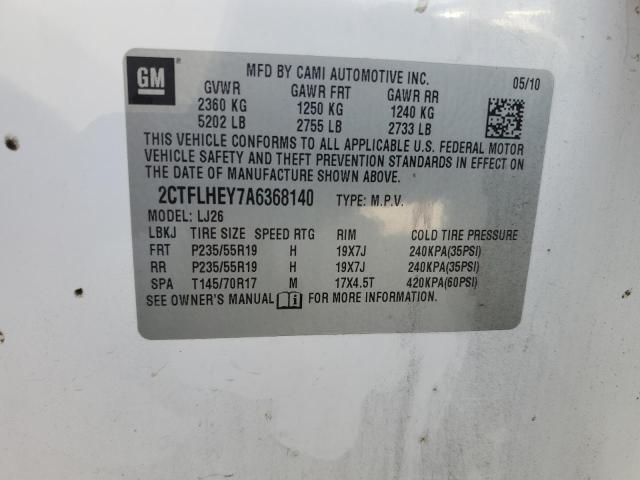 GM
MFD BY CAMI AUTOMOTIVE INC.
05/10
GVWR GAWR FRT GAWR RR
2360 KG 1250 KG 1240 KG
5202 LB 2755 LB 2733 LB
THIS VEHICLE CONFORMS TO ALL APPLICABLE U.S. FEDERAL MOTOR
VEHICLE SAFETY AND THEFT PREVENTION STANDARDS IN EFFECT ON
THE DATE OF MANUFACTURE SHOWN ABOVE.
2CTFLHEY7A6368140 TYPE: M.P.V.
MODEL: LJ26
LBKJ TIRE SIZE SPEED RTG RIM COLD TIRE PRESSURE
FRT P235/55R19 H 19X7J 240KPA(35PSI)
RR P235/55R19 H 19X7J 240KPA(35PSI)
SPA T145/70R17 M 17X4.5T 420KPA(60PSI)
SEE OWNER'S MANUAL FOR MORE INFORMATION.